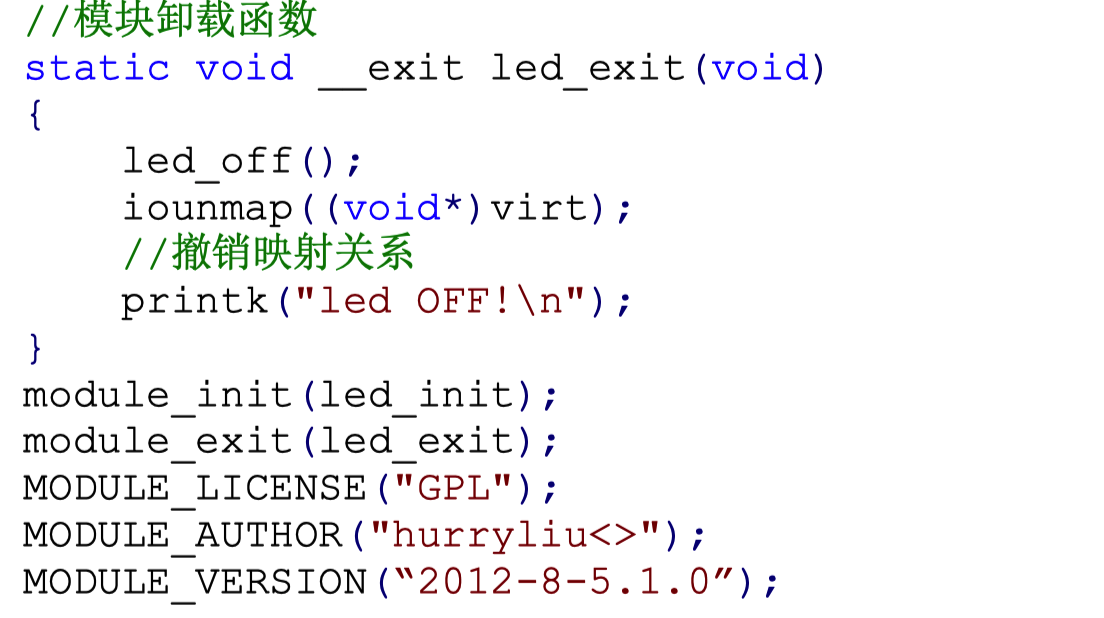 //模块卸载函数
static void __exit led_exit(void)
{
    led_off();
    iounmap((void*)virt);
    //撤销映射关系
    printk("led OFF!\n");
}
module_init(led_init);
module_exit(led_exit);
MODULE_LICENSE("GPL");
MODULE_AUTHOR("hurryliu<>");
MODULE_VERSION(“2012-8-5.1.0”);